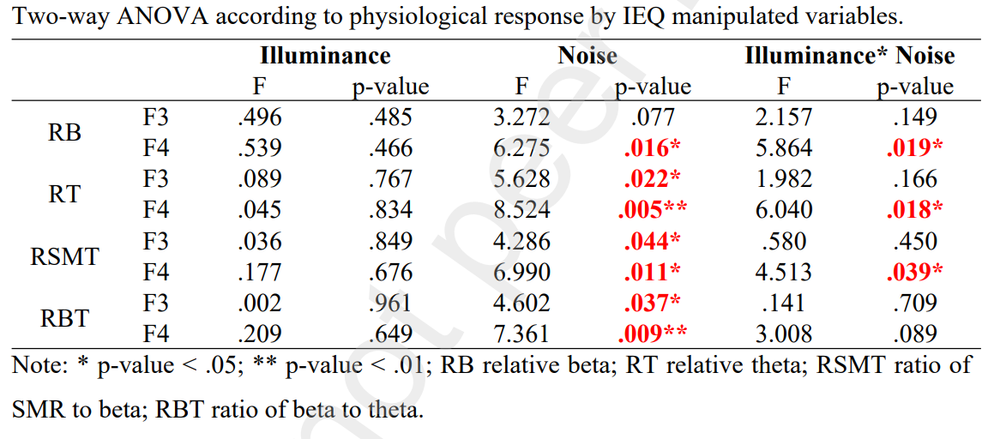 Two-way ANOVA according to physiological response by IEQ manipulated variables.
Illuminance Noise Illuminance* Noise
F p-value F p-value F p-value
RB F3 .496 .485 3.272 .077 2.157 .149
F4 .539 .466 6.275 .016* 5.864 .019*
RT F3 .089 .767 5.628 .022* 1.982 .166
F4 .045 .834 8.524 .005** 6.040 .018*
RSMT F3 .036 .849 4.286 .044* .580 .450
F4 .177 .676 6.990 .011* 4.513 .039*
RBT F3 .002 .961 4.602 .037* .141 .709
F4 .209 .649 7.361 .009** 3.008 .089
Note: * p-value < .05; ** p-value < .01; RB relative beta; RT relative theta; RSMT ratio of
SMR to beta; RBT ratio of beta to theta.
not peer